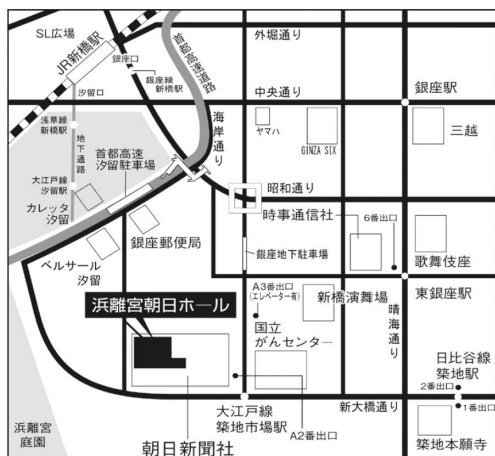 SL広場
JR新橋駅
銀座口
銀座線
新橋駅
汐留口
首都高速道路
外堀通り
中央通り
銀座駅
海岸通り
ヤマハ
GINZA SIX
三越
浅草線
新橋駅
地下通路
首都高速
汐留駐車場
大江戸線
汐留駅
カレッタ
汐留
昭和通り
時事通信社
6番出口
銀座郵便局
銀座地下駐車場
歌舞伎座
ベルサール
汐留
A3番出口
(エレベーター有)
新橋演舞場
晴海通り
東銀座駅
浜離宮朝日ホール
国立
がんセンター
日比谷線
築地駅
2番出口
大江戸線
築地市場駅
新大橋通り
1番出口
浜離宮
庭園
朝日新聞社
A2番出口
築地本願寺